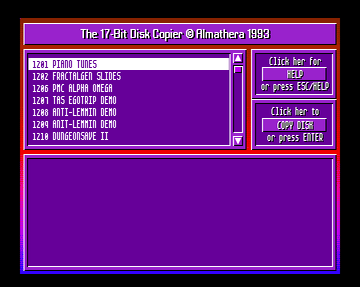 The 17-Bit Disk Copier © Almathera 1993
1201 PIANO TUNES
1202 FRACTALGEN SLIDES
1206 PMC ALPHA OMEGA
1207 TAS EGOTRIP DEMO
1208 ANTI-LEMMIN DEMO
1209 ANIT-LEMMIN DEMO
1210 DUNGEONSAVE II
Click her for
HELP
or press ESC/HELP
Click her to
COPY DISK
or press ENTER